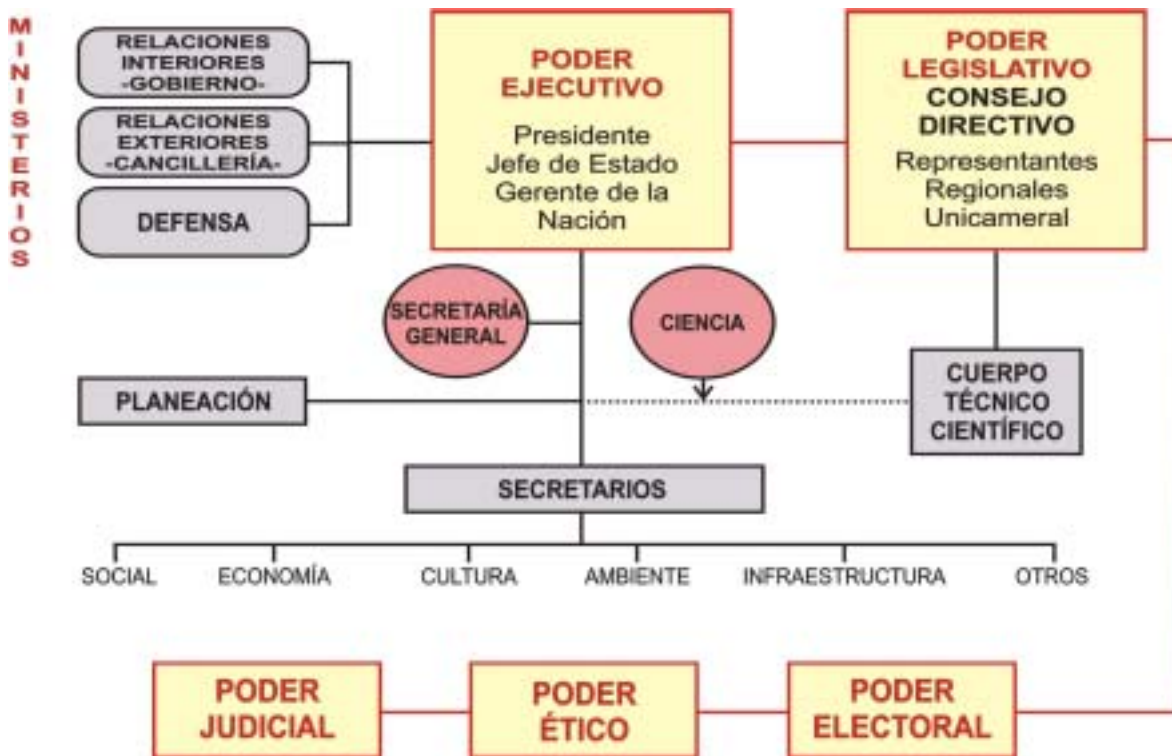 MINISTERIOS
RELACIONES
INTERIORES
-GOBIERNO-
RELACIONES
EXTERIORES
-CANCILLERÍA-
DEFENSA
PODER
EJECUTIVO
Presidente
Jefe de Estado
Gerente de la
Nación
PODER
LEGISLATIVO
CONSEJO
DIRECTIVO
Representantes
Regionales
Unicameral
SECRETARÍA
GENERAL
CIENCIA
PLANEACIÓN
CUERPO
TÉCNICO
CIENTÍFICO
SECRETARIOS
SOCIAL
ECONOMÍA
CULTURA
AMBIENTE
INFRAESTRUCTURA
OTROS
PODER
JUDICIAL
PODER
ÉTICO
PODER
ELECTORAL